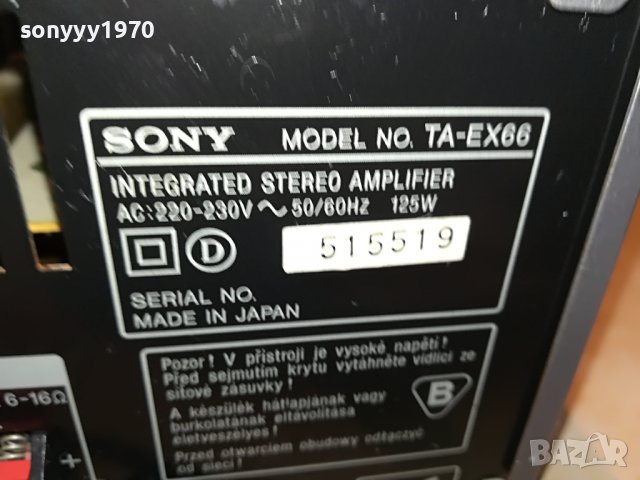 sonyyy1970
SONY MODEL NO. TA-EX66
INTEGRATED STEREO AMPLIFIER
AC:220-230V ~ 50/60Hz 125W
D 515519
SERIAL NO.
MADE IN JAPAN
Pozor! V přístroji je vysoké napětí!
Před sejmutím krytu vytáhněte vidlici ze
síťové zásuvky!
A készülék hátlapjának vagy
burkolatának eltávolítása
életveszélyes!
Przed otwarciem obudowy odłączyć
od sieci!
B
6-16Ω
+
BAZAR
bg